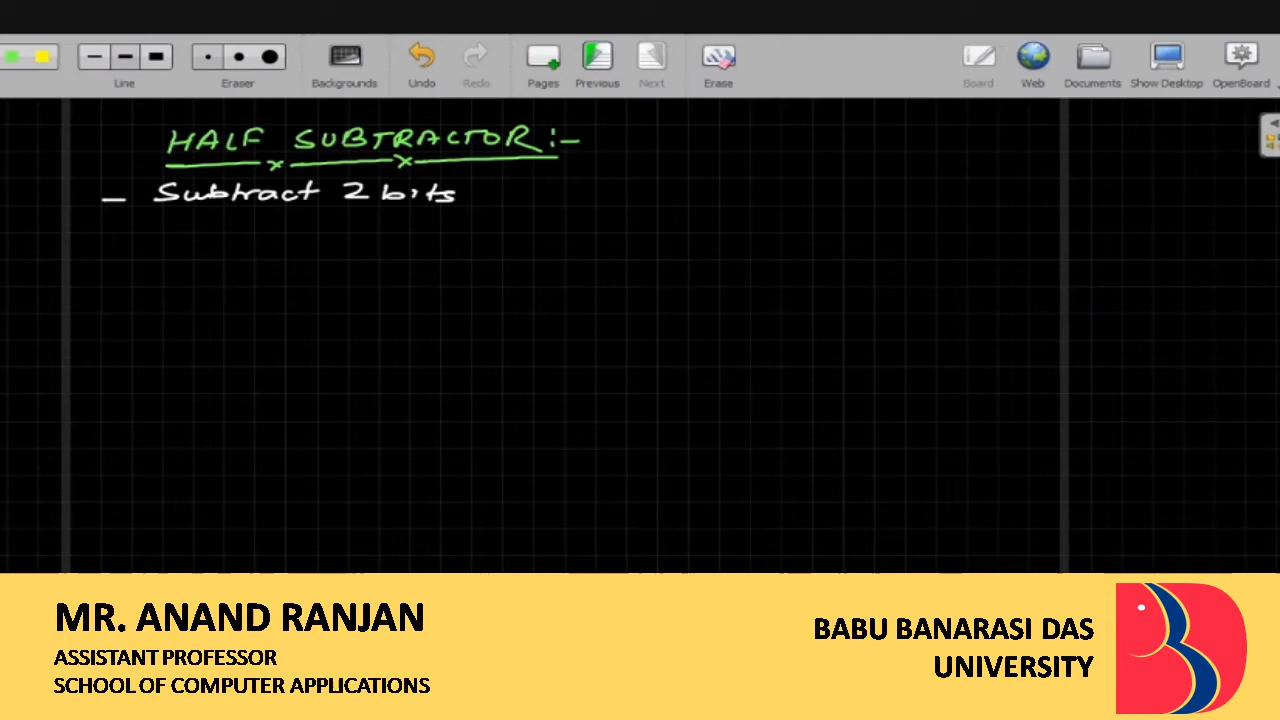 Line
Eraser
Backgrounds
Undo
Redo
Pages
Previous
Next
Erase
Board
Web
Documents
Show Desktop
OpenBoard
HALF SUBTRACTOR :-
– Subtract 2 bits
MR. ANAND RANJAN
ASSISTANT PROFESSOR
SCHOOL OF COMPUTER APPLICATIONS
BABU BANARASI DAS
UNIVERSITY